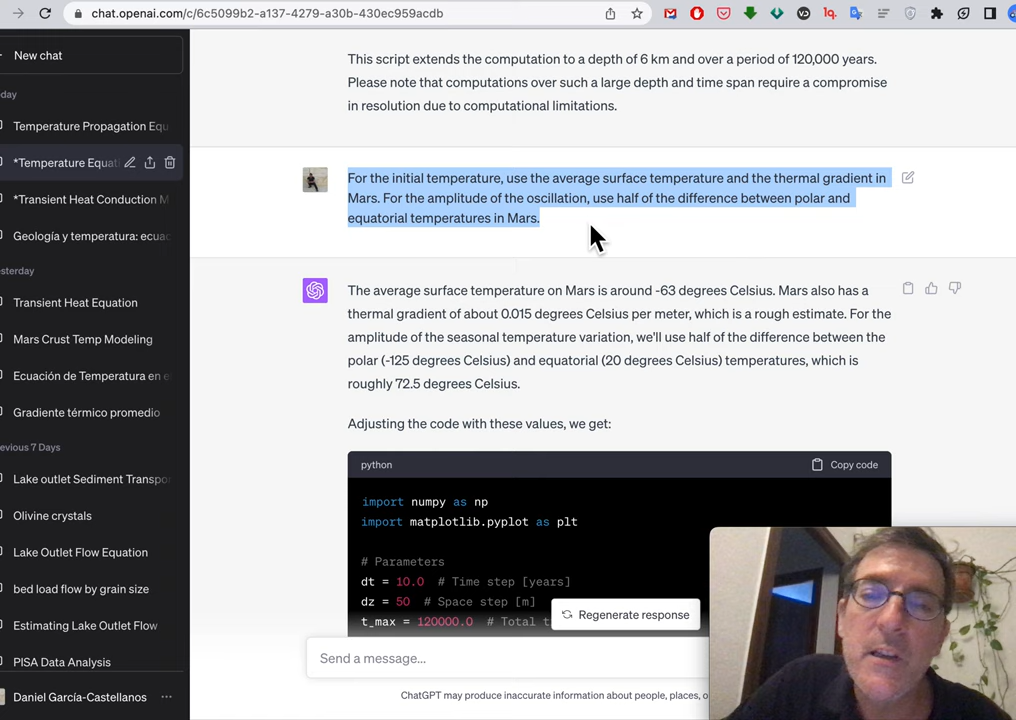 chat.openai.com/c/6c5099b2-a137-4279-a30b-430ec959acdb
New chat
oday
Temperature Propagation Equ
*Temperature Equati
*Transient Heat Conduction M
Geología y temperatura: ecuac
esterday
Transient Heat Equation
Mars Crust Temp Modeling
Ecuación de Temperatura en e
Gradiente térmico promedio
evious 7 Days
Lake outlet Sediment Transpo
Olivine crystals
Lake Outlet Flow Equation
bed load flow by grain size
Estimating Lake Outlet Flow
PISA Data Analysis
Daniel García-Castellanos
This script extends the computation to a depth of 6 km and over a period of 120,000 years.
Please note that computations over such a large depth and time span require a compromise
in resolution due to computational limitations.
For the initial temperature, use the average surface temperature and the thermal gradient in
Mars. For the amplitude of the oscillation, use half of the difference between polar and
equatorial temperatures in Mars.
The average surface temperature on Mars is around -63 degrees Celsius. Mars also has a
thermal gradient of about 0.015 degrees Celsius per meter, which is a rough estimate. For the
amplitude of the seasonal temperature variation, we'll use half of the difference between the
polar (-125 degrees Celsius) and equatorial (20 degrees Celsius) temperatures, which is
roughly 72.5 degrees Celsius.
Adjusting the code with these values, we get:
python Copy code
import numpy as np
import matplotlib.pyplot as plt
# Parameters
dt = 10.0 # Time step [years]
dz = 50 # Space step [m]
t_max = 120000.0 # Total t
Regenerate response
Send a message...
ChatGPT may produce inaccurate information about people, places, o